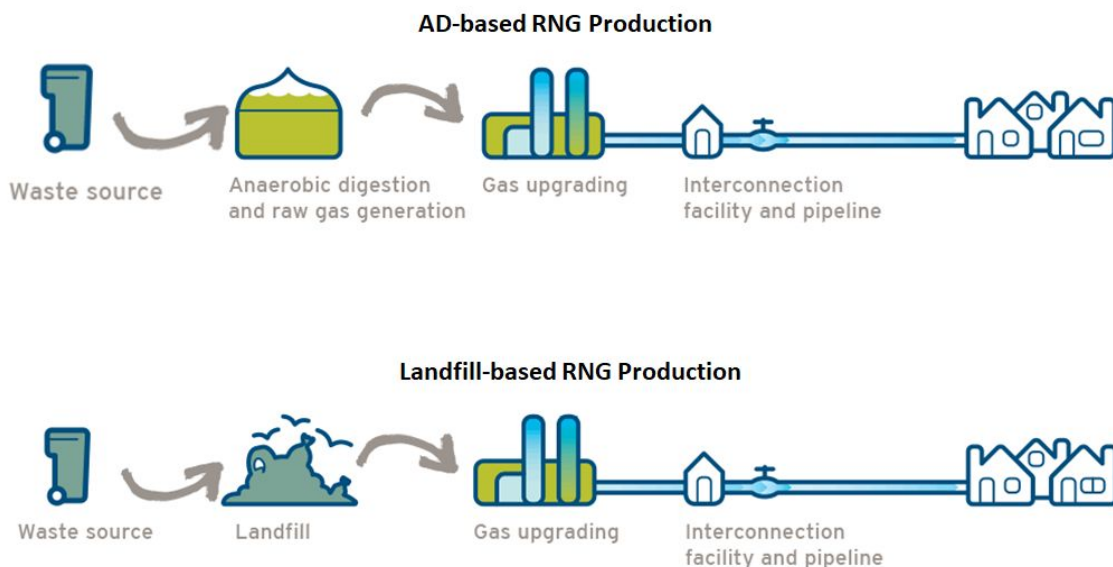 AD-based RNG Production
Waste source
Anaerobic digestion
and raw gas generation
Gas upgrading
Interconnection
facility and pipeline
Landfill-based RNG Production
Waste source
Landfill
Gas upgrading
Interconnection
facility and pipeline